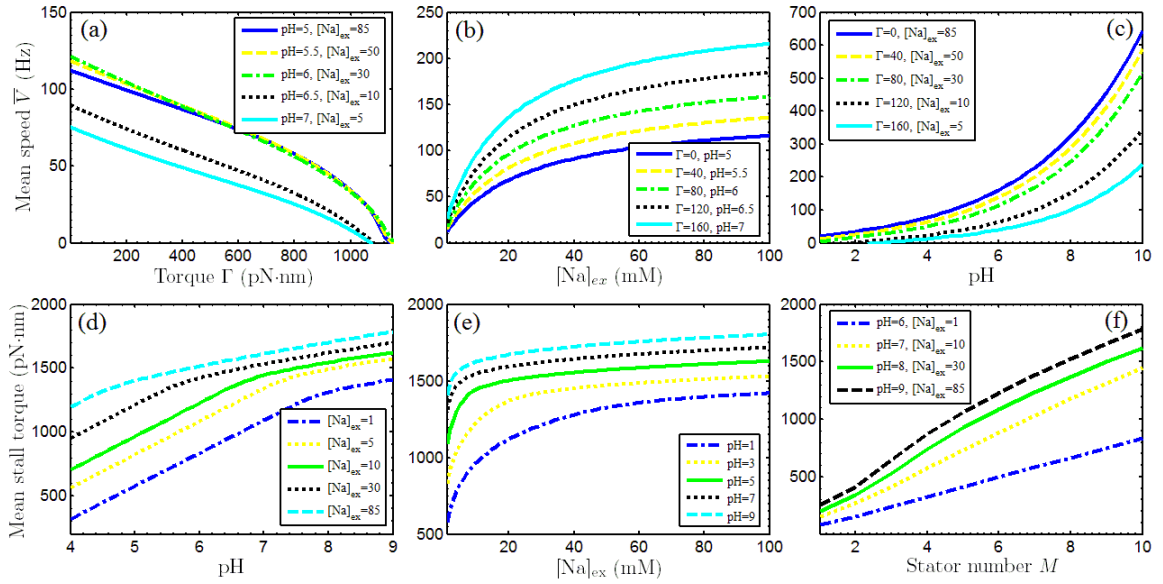 (a)
pH=5, [Na]ex=85
pH=5.5, [Na]ex=50
pH=6, [Na]ex=30
pH=6.5, [Na]ex=10
pH=7, [Na]ex=5
Mean speed V̅ (Hz)
150
100
50
0
200 400 600 800 1000
Torque Γ (pN·nm)
(b)
250
200
150
100
50
0
Γ=0, pH=5
Γ=40, pH=5.5
Γ=80, pH=6
Γ=120, pH=6.5
Γ=160, pH=7
20 40 60 80 100
[Na]ex (mM)
(c)
700
600
500
400
300
200
100
0
Γ=0, [Na]ex=85
Γ=40, [Na]ex=50
Γ=80, [Na]ex=30
Γ=120, [Na]ex=10
Γ=160, [Na]ex=5
2 4 6 8 10
pH
(d)
Mean stall torque (pN·nm)
2000
1500
1000
500
[Na]ex=1
[Na]ex=5
[Na]ex=10
[Na]ex=30
[Na]ex=85
4 5 6 7 8 9
pH
(e)
2000
1500
1000
500
pH=1
pH=3
pH=5
pH=7
pH=9
20 40 60 80 100
[Na]ex (mM)
(f)
2000
1500
1000
500
pH=6, [Na]ex=1
pH=7, [Na]ex=10
pH=8, [Na]ex=30
pH=9, [Na]ex=85
2 4 6 8 10
Stator number M